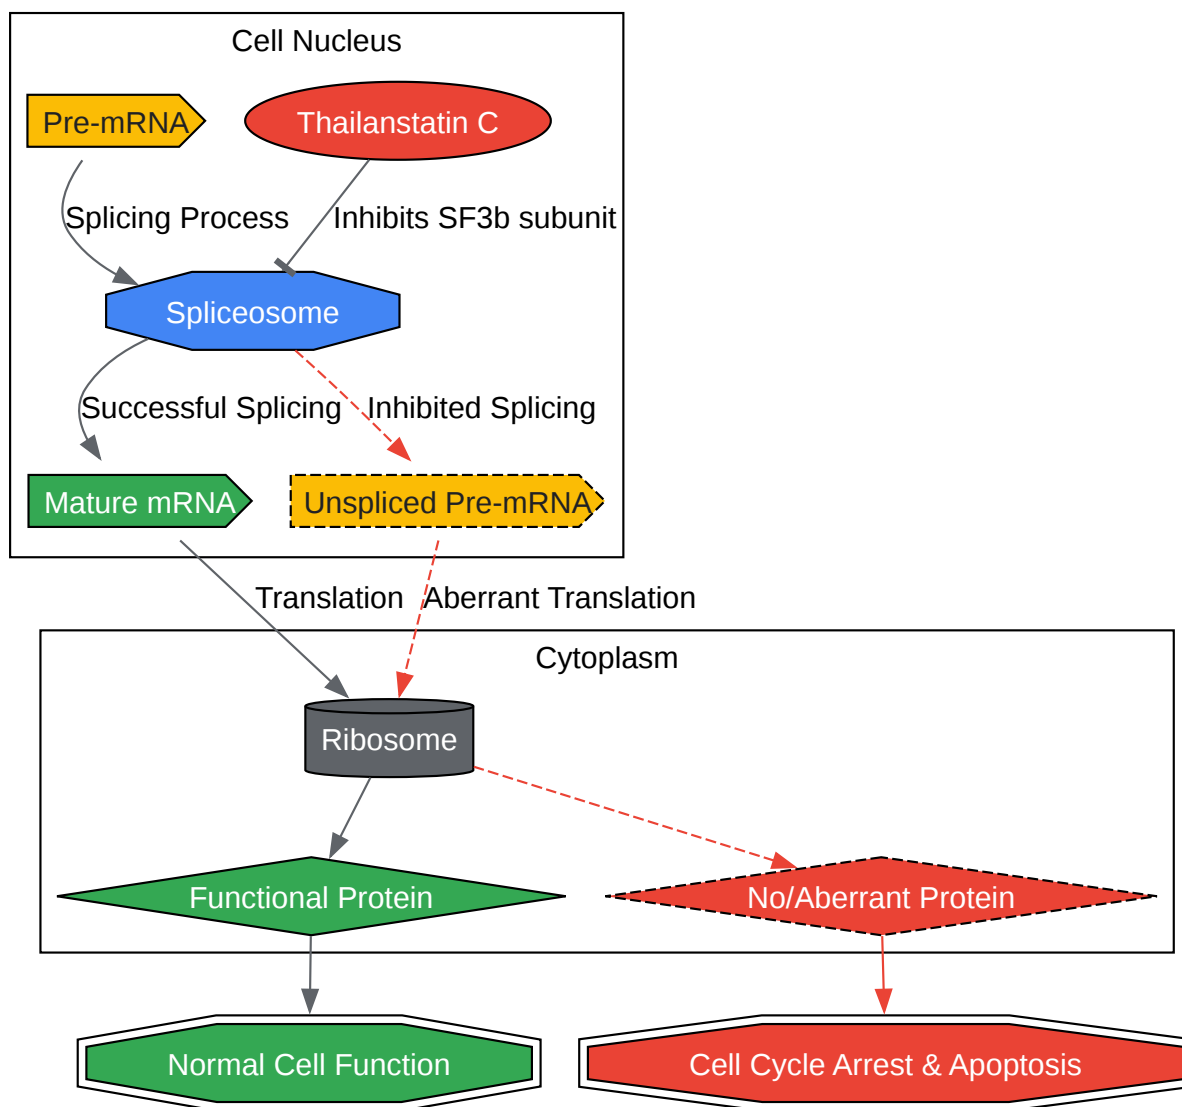 Cell Nucleus
Pre-mRNA
Thailanstatin C
Splicing Process
Inhibits SF3b subunit
Spliceosome
Successful Splicing
Inhibited Splicing
Mature mRNA
Unspliced Pre-mRNA
Translation
Aberrant Translation
Cytoplasm
Ribosome
Functional Protein
No/Aberrant Protein
Normal Cell Function
Cell Cycle Arrest & Apoptosis